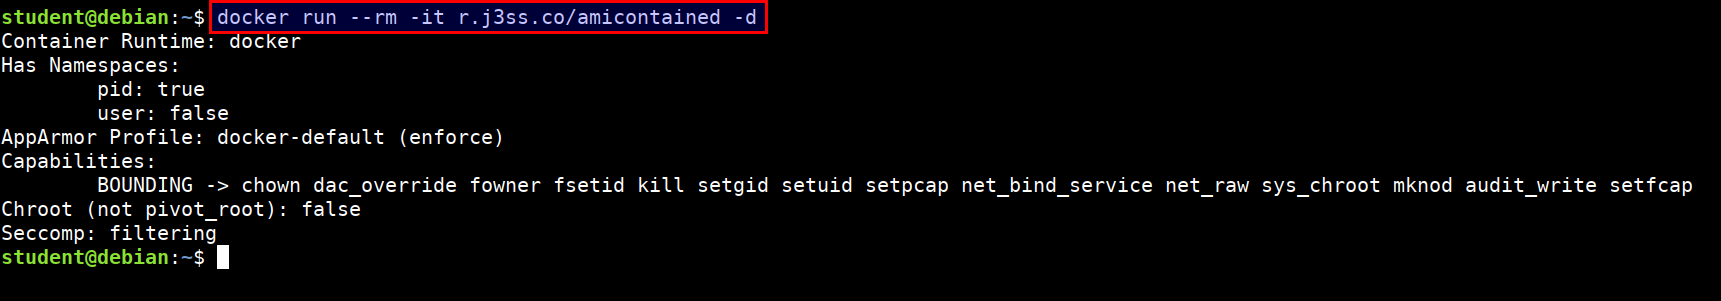 student@debian:~$ docker run --rm -it r.j3ss.co/amicontained -d
Container Runtime: docker
Has Namespaces:
        pid: true
        user: false
AppArmor Profile: docker-default (enforce)
Capabilities:
        BOUNDING -> chown dac_override fowner fsetid kill setgid setuid setpcap net_bind_service net_raw sys_chroot mknod audit_write setfcap
Chroot (not pivot_root): false
Seccomp: filtering
student@debian:~$